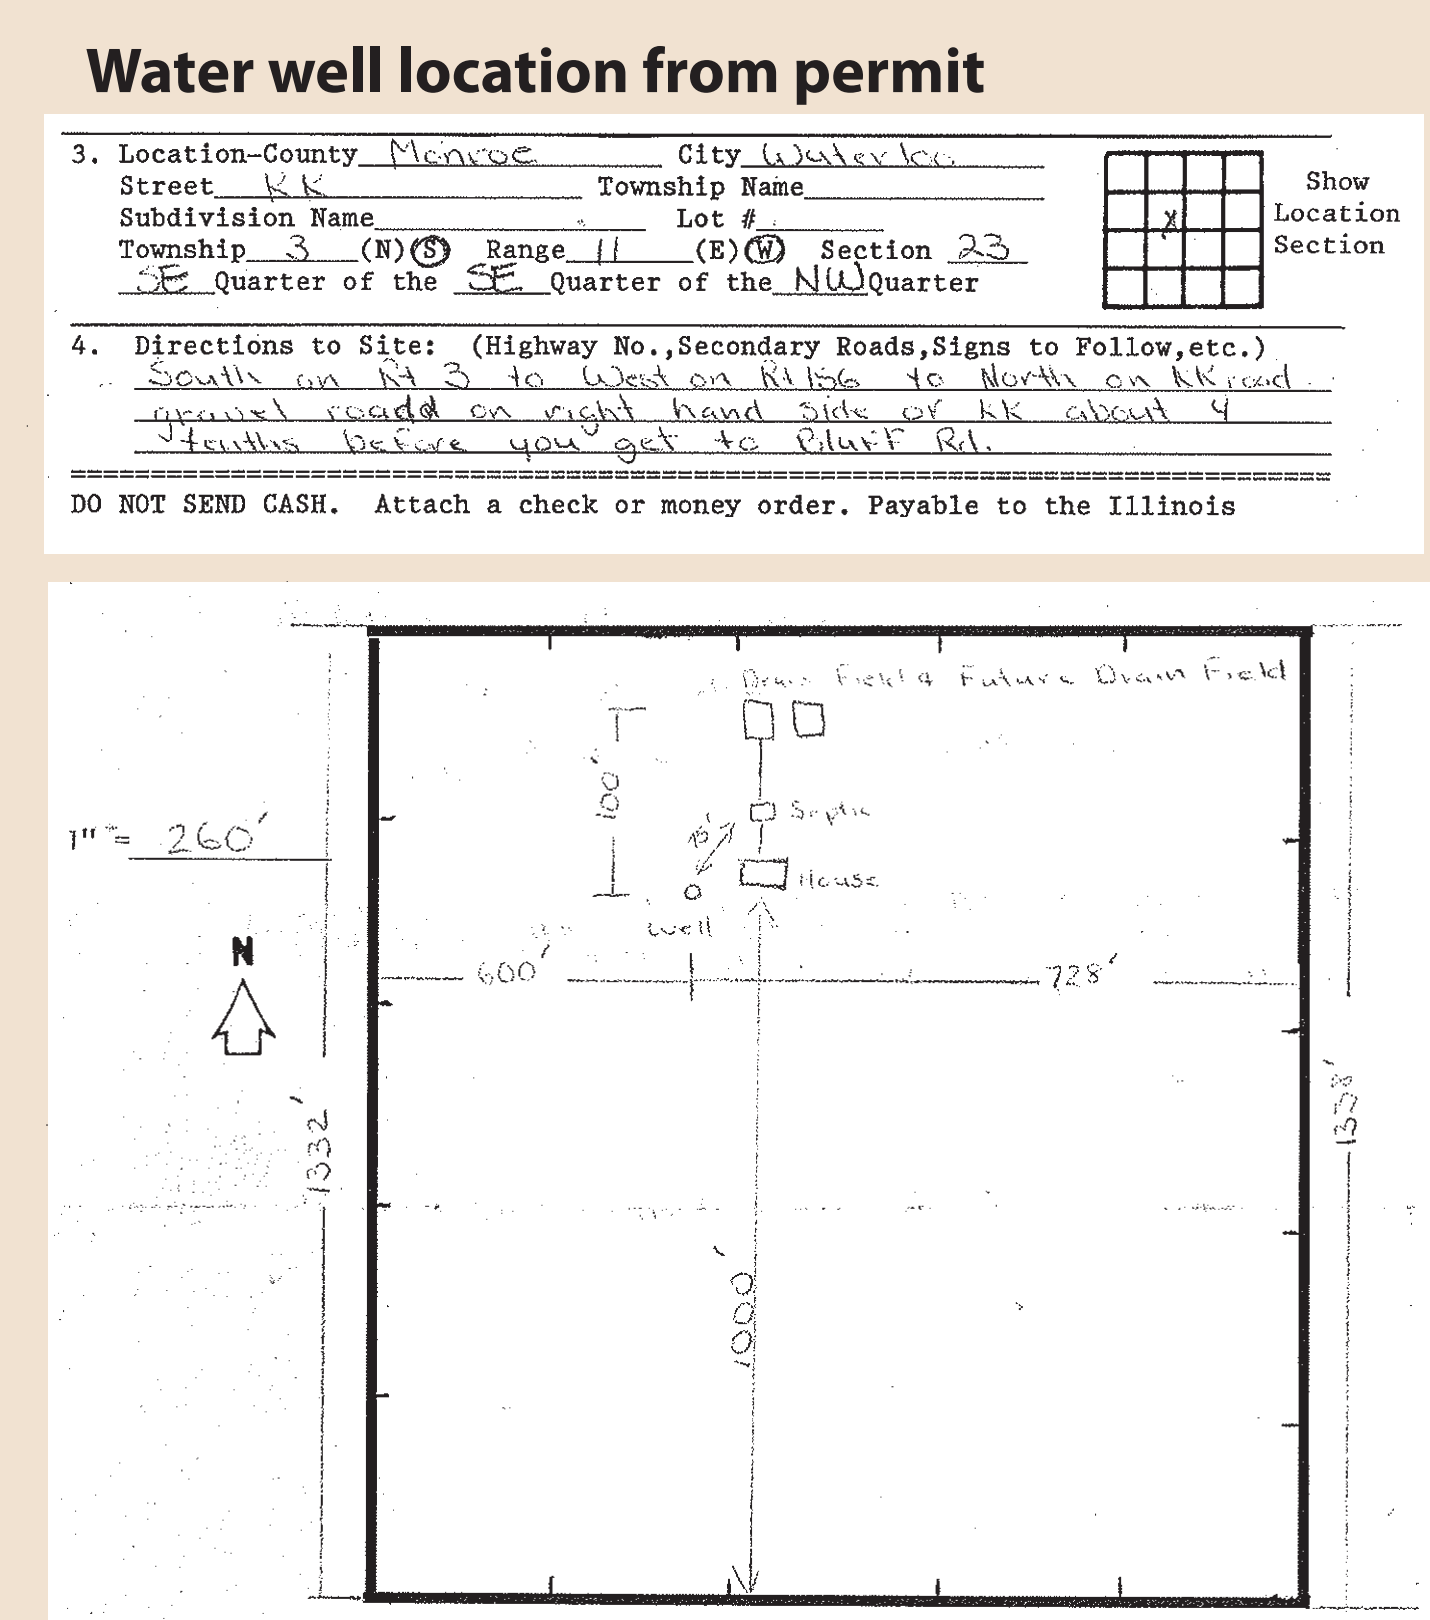 Water well location from permit
3. Location-County Monroe City Waterloo
Street KK Township Name
Subdivision Name Lot #
Township 3 (N)(S) Range 11 (E)(W) Section 23
SE Quarter of the SE Quarter of the NW Quarter
X
Show
Location
Section
4. Directions to Site: (Highway No.,Secondary Roads,Signs to Follow,etc.)
South on Rt 3 to West on Rt 156 to North on KK road
gravel roadd on right hand side of KK about 4
tenths before you get to Bluff Rd.
DO NOT SEND CASH. Attach a check or money order. Payable to the Illinois
Drain Field & Future Drain Field
100'
Septic
1" = 260'
House
Well
N
600' 728'
1332'
1000'